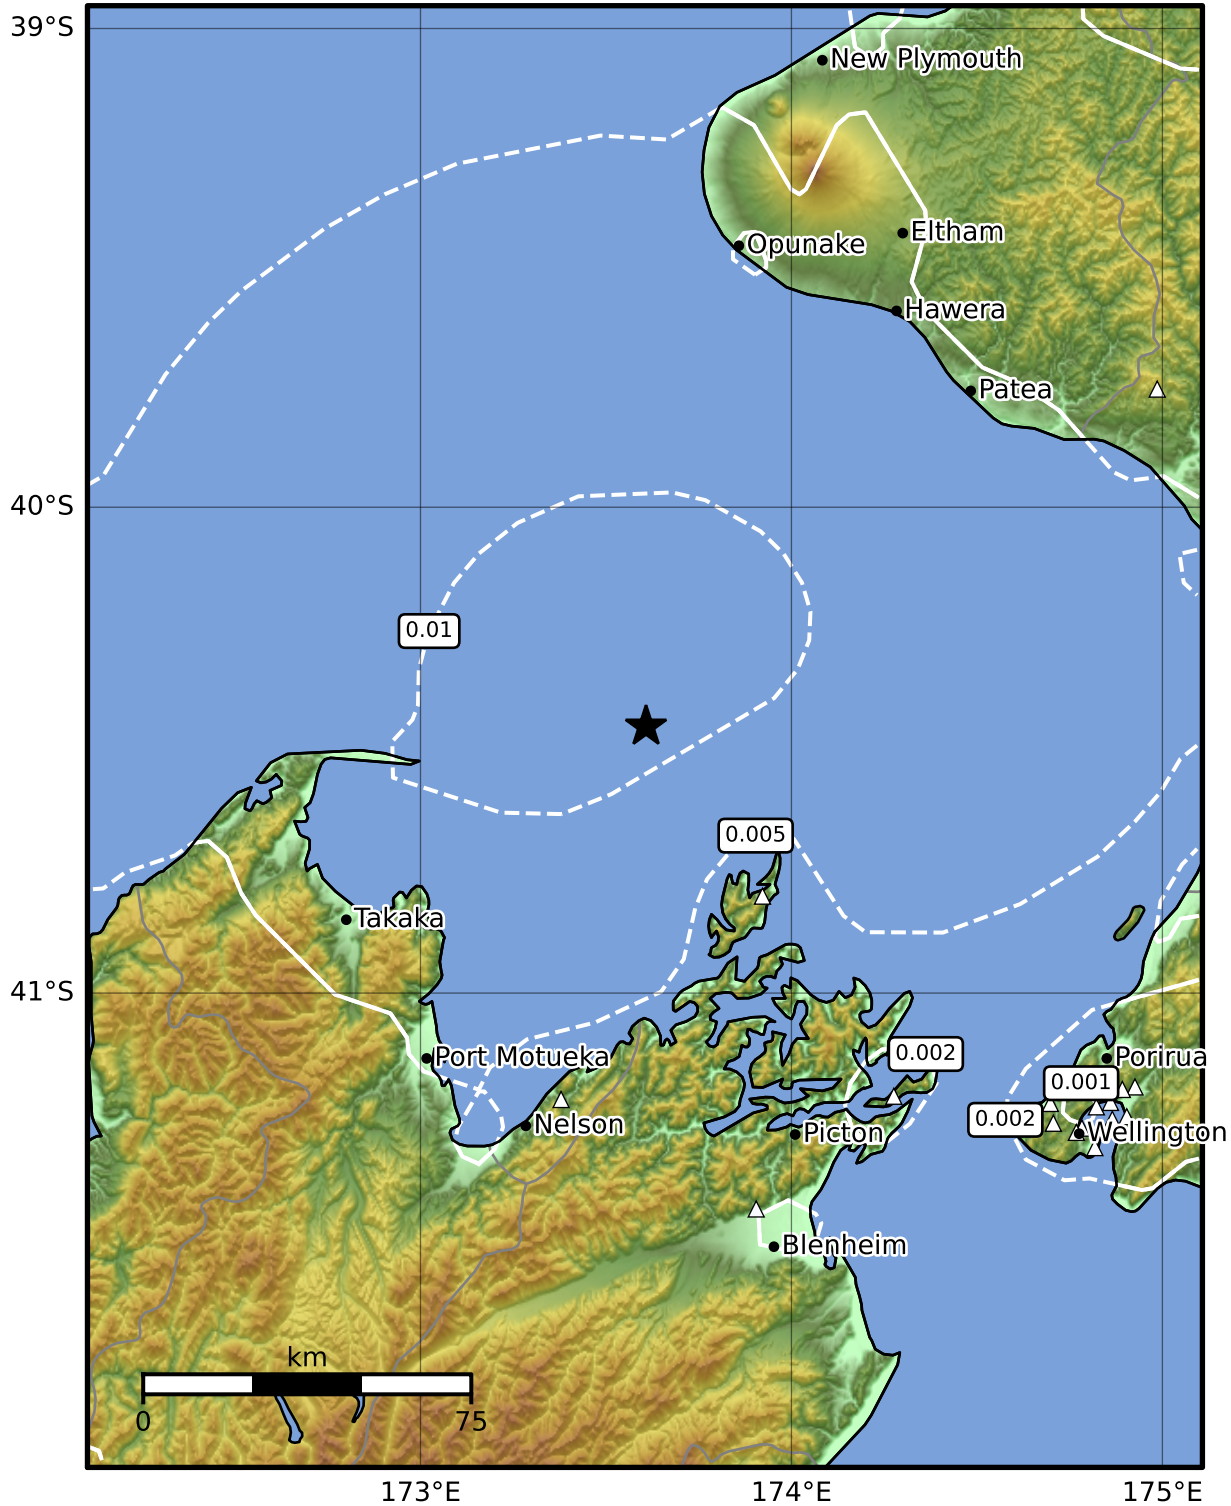 39°S
New Plymouth
Opunake
Eltham
Hawera
Patea
40°S
0.01
0.005
Takaka
41°S
Port Motueka
0.002
Porirua
0.001
0.002
Nelson
Picton
Wellington
Blenheim
km
0
75
173°E
174°E
175°E